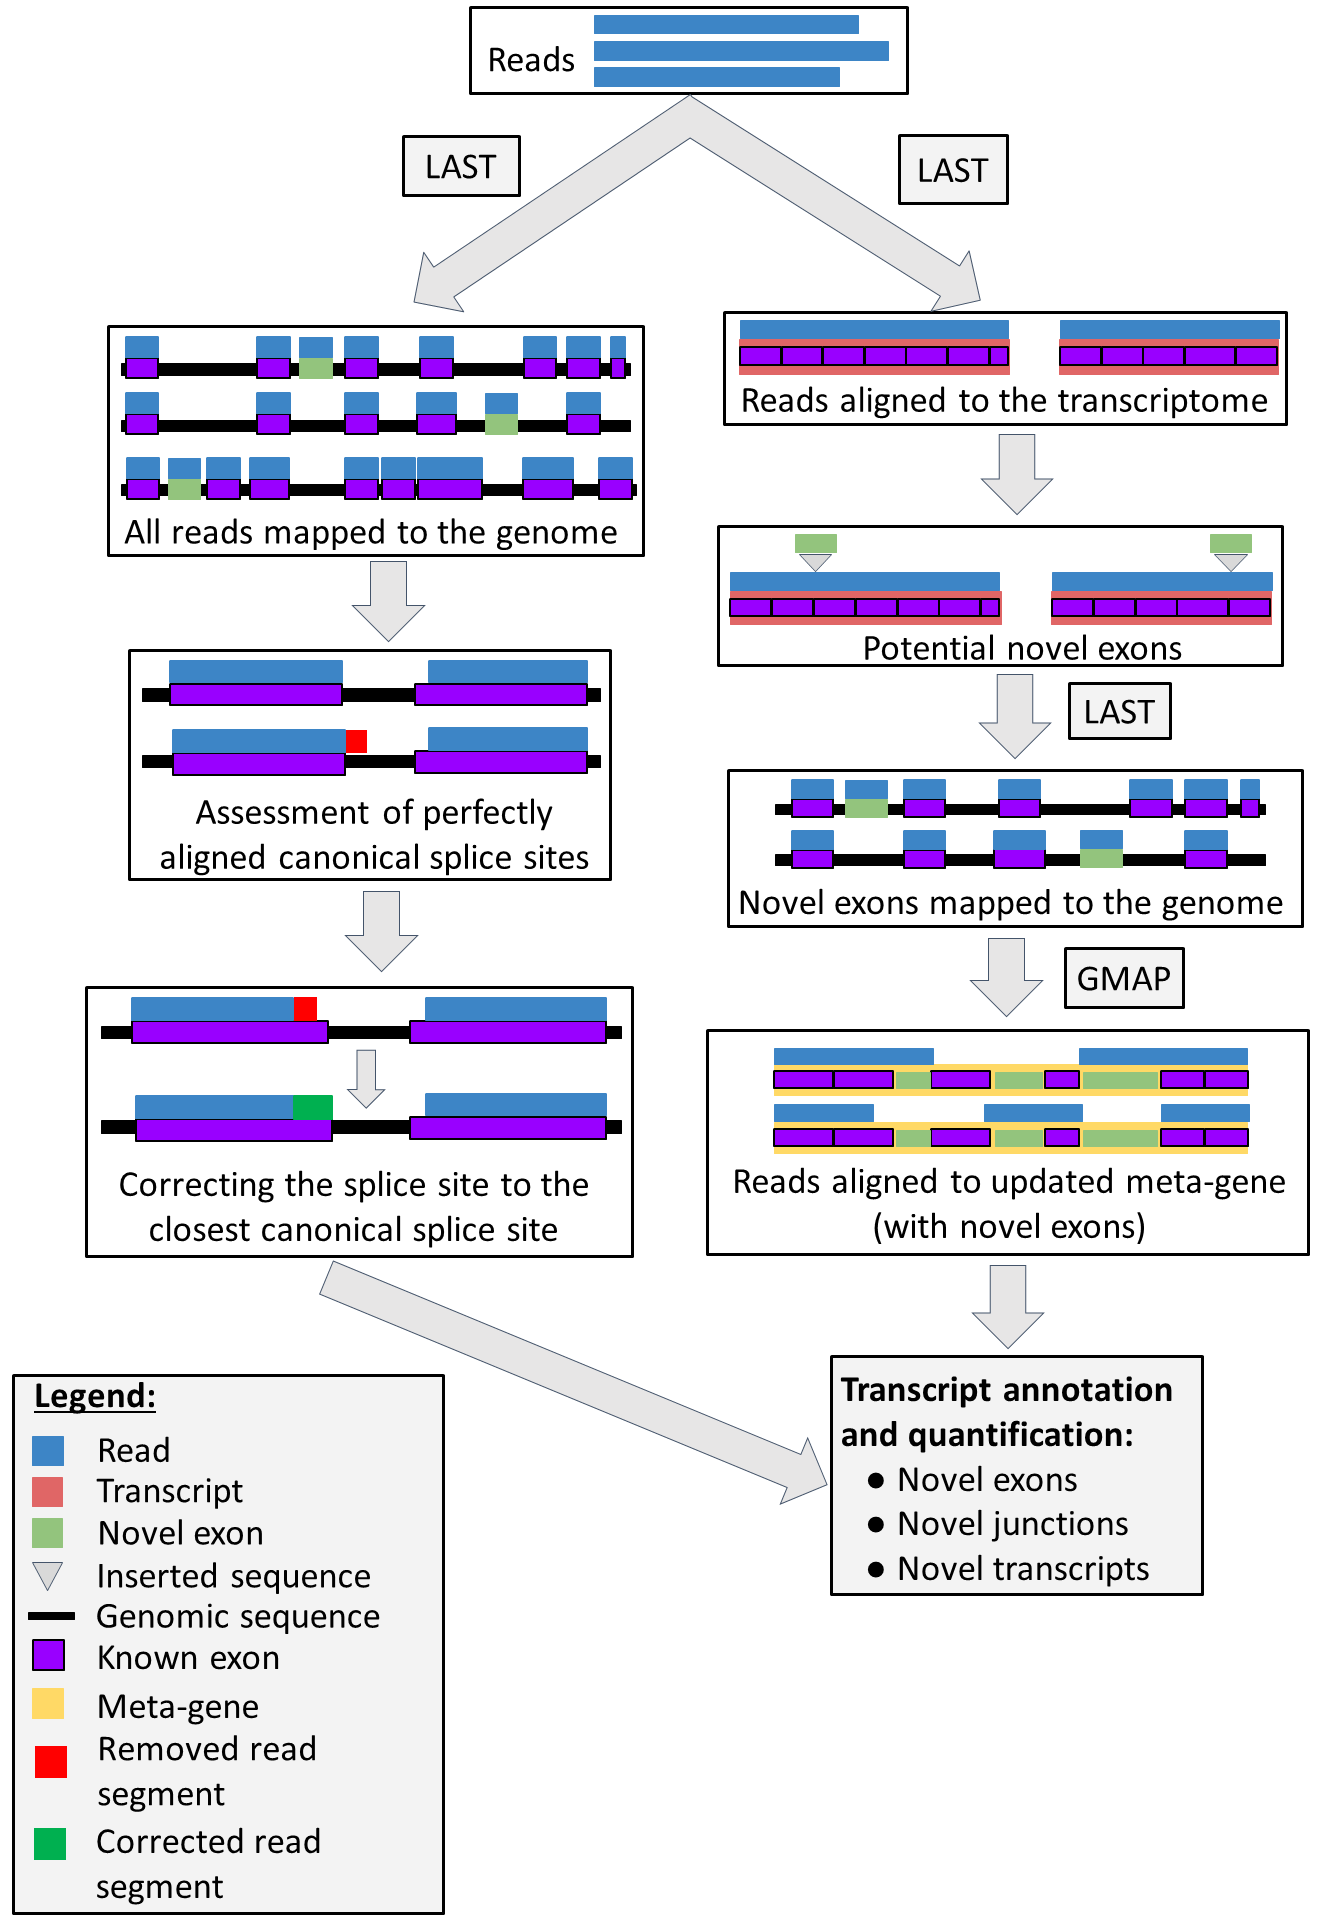 Reads
LAST
LAST
All reads mapped to the genome
Reads aligned to the transcriptome
Potential novel exons
LAST
Assessment of perfectly
aligned canonical splice sites
Novel exons mapped to the genome
GMAP
Correcting the splice site to the
closest canonical splice site
Reads aligned to updated meta-gene
(with novel exons)
Transcript annotation
and quantification:
● Novel exons
● Novel junctions
● Novel transcripts
Legend:
Read
Transcript
Novel exon
Inserted sequence
Genomic sequence
Known exon
Meta-gene
Removed read
segment
Corrected read
segment